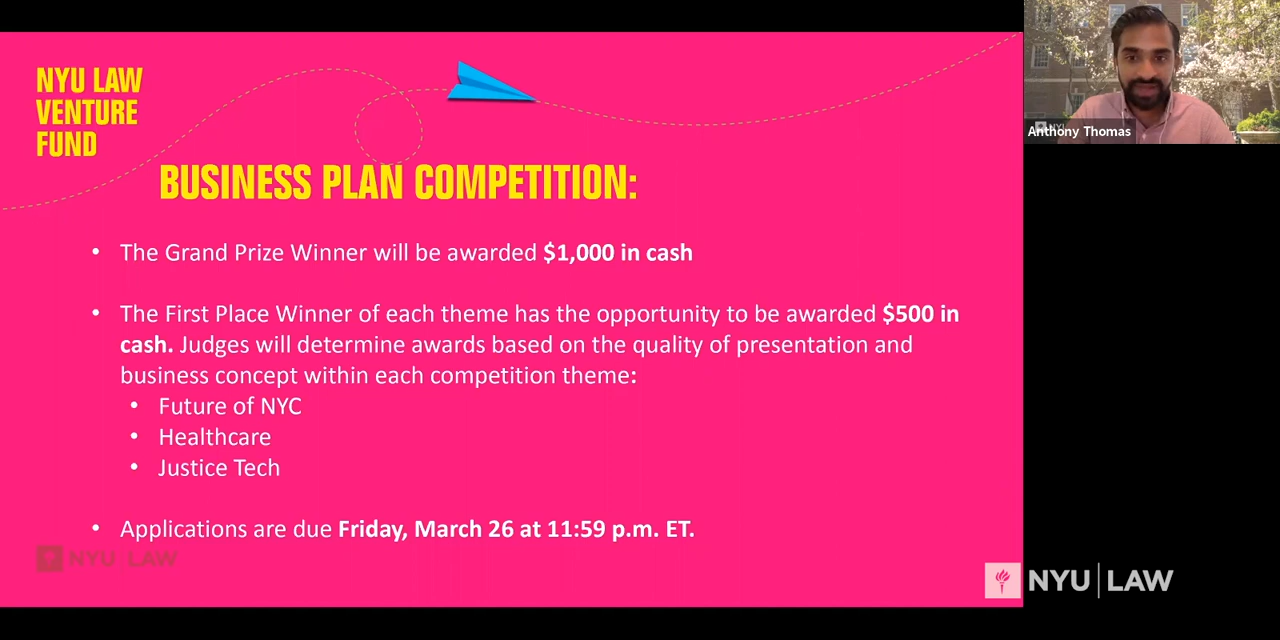 NYU LAW
VENTURE
FUND
BUSINESS PLAN COMPETITION:
• The Grand Prize Winner will be awarded $1,000 in cash
• The First Place Winner of each theme has the opportunity to be awarded $500 in
cash. Judges will determine awards based on the quality of presentation and
business concept within each competition theme:
• Future of NYC
• Healthcare
• Justice Tech
• Applications are due Friday, March 26 at 11:59 p.m. ET.
NYU | LAW
Anthony Thomas
NYU
NYU | LAW